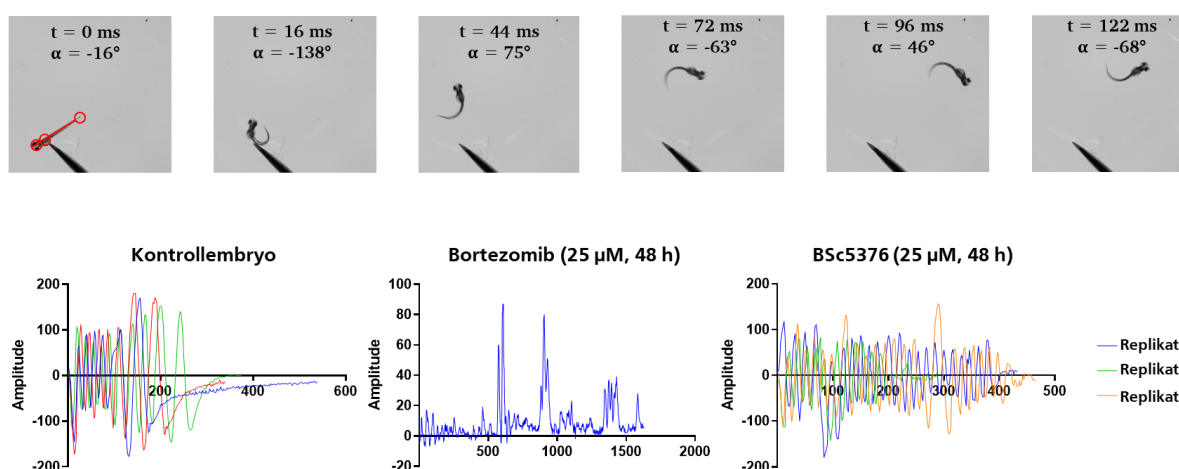 t = 0 ms
α = -16°
t = 16 ms
α = -138°
t = 44 ms
α = 75°
t = 72 ms
α = -63°
t = 96 ms
α = 46°
t = 122 ms
α = -68°
Kontrollembryo
Amplitude
200
100
0
-100
-200
200
400
600
Bortezomib (25 µM, 48 h)
Amplitude
100
80
60
40
20
0
-20
500
1000
1500
2000
BSc5376 (25 µM, 48 h)
Amplitude
200
100
0
-100
-200
100
200
300
400
500
Replikat
Replikat
Replikat